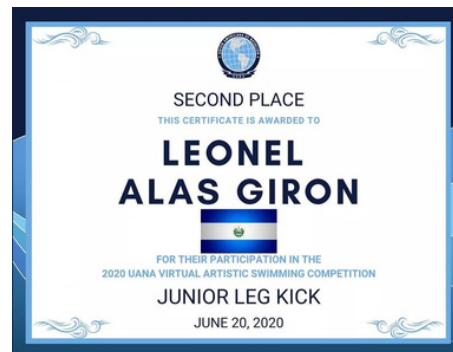 SECOND PLACE
THIS CERTIFICATE IS AWARDED TO
LEONEL
ALAS GIRON
FOR THEIR PARTICIPATION IN THE
2020 UANA VIRTUAL ARTISTIC SWIMMING COMPETITION
JUNIOR LEG KICK
JUNE 20, 2020